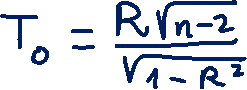 T₀ = R√(n-2) / √(1-R²)